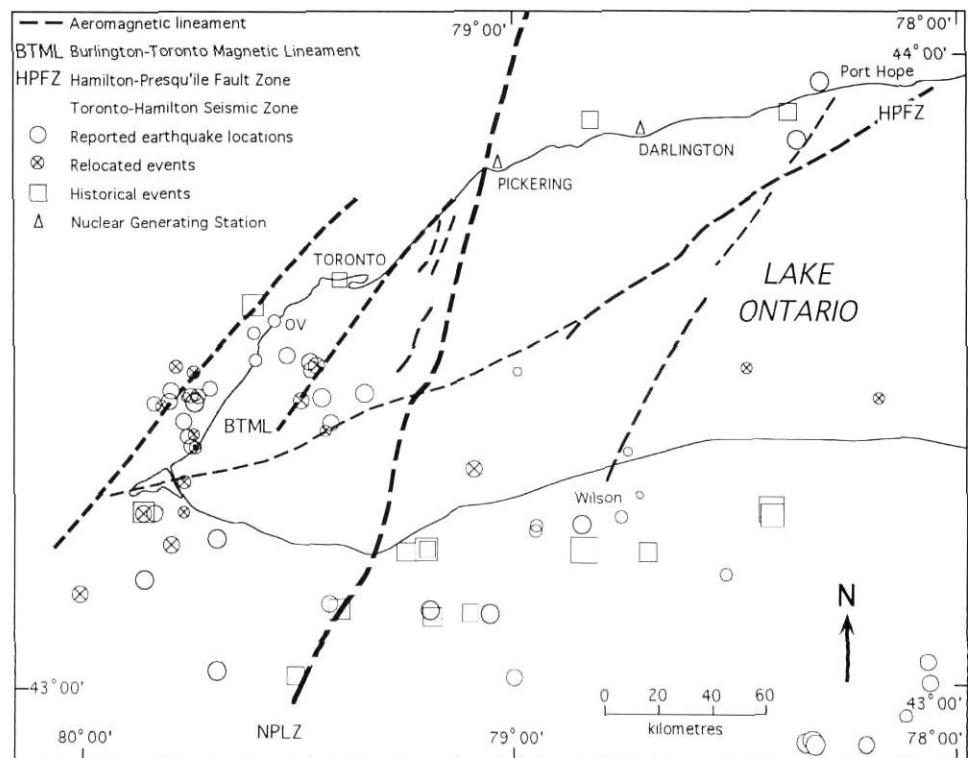 Aeromagnetic lineament
BTML Burlington-Toronto Magnetic Lineament
HPFZ Hamilton-Presqu'ile Fault Zone
Toronto-Hamilton Seismic Zone
Reported earthquake locations
Relocated events
Historical events
Nuclear Generating Station
79°00'
78°00'
44°00'
Port Hope
HPFZ
DARLINGTON
PICKERING
TORONTO
LAKE
ONTARIO
OV
BTML
Wilson
N
43°00'
0 20 40 60
kilometres
43°00'
NPLZ
80°00'
79°00'
78°00'